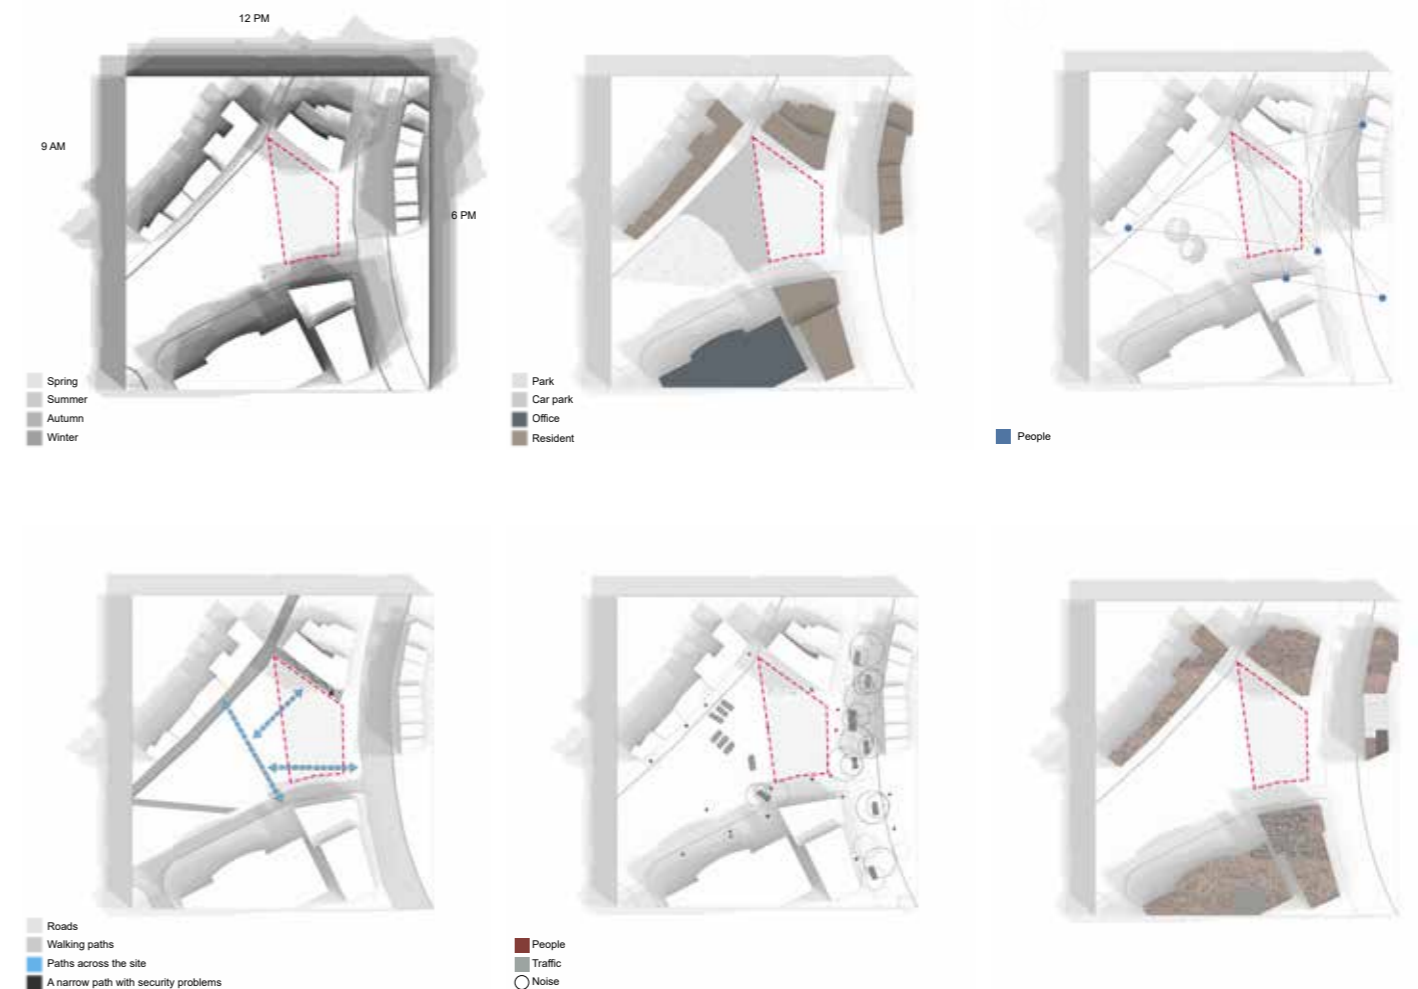 12 PM
9 AM
6 PM
Spring
Summer
Autumn
Winter
Park
Car park
Office
Resident
People
Roads
Walking paths
Paths across the site
A narrow path with security problems
People
Traffic
Noise